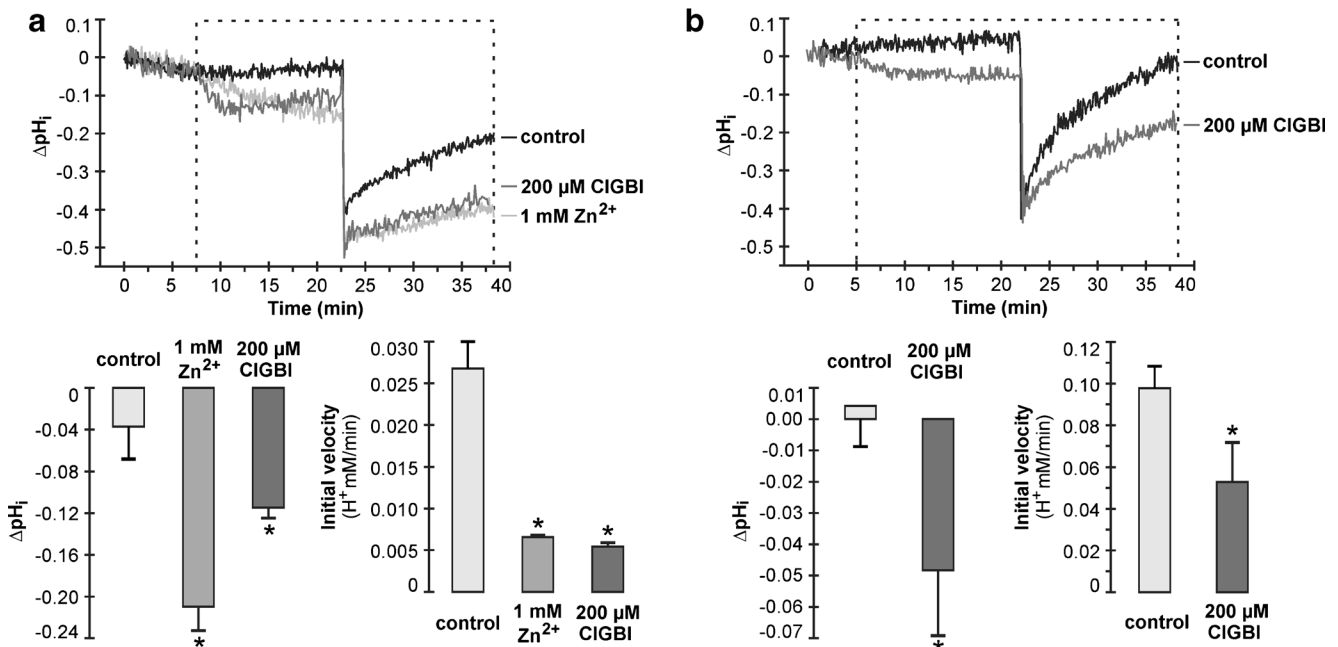 a
0.1
0
-0.1
-0.2
-0.3
-0.4
-0.5
ΔpHi
0 5 10 15 20 25 30 35 40
Time (min)
control
200 µM ClGBI
1 mM Zn²⁺
b
0.1
0
-0.1
-0.2
-0.3
-0.4
-0.5
ΔpHi
0 5 10 15 20 25 30 35 40
Time (min)
control
200 µM ClGBI
control
1 mM
Zn²⁺
200 µM
ClGBI
0
-0.04
-0.08
-0.12
-0.16
-0.20
-0.24
ΔpHi
*
*
0.030
0.025
0.020
0.015
0.010
0.005
0
Initial velocity
(H⁺ mM/min)
*
*
control
1 mM
Zn²⁺
200 µM
ClGBI
control
200 µM
ClGBI
0.01
0.00
-0.01
-0.02
-0.03
-0.04
-0.05
-0.06
-0.07
ΔpHi
*
0.12
0.10
0.08
0.06
0.04
0.02
0.00
Initial velocity
(H⁺ mM/min)
*
control
200 µM
ClGBI